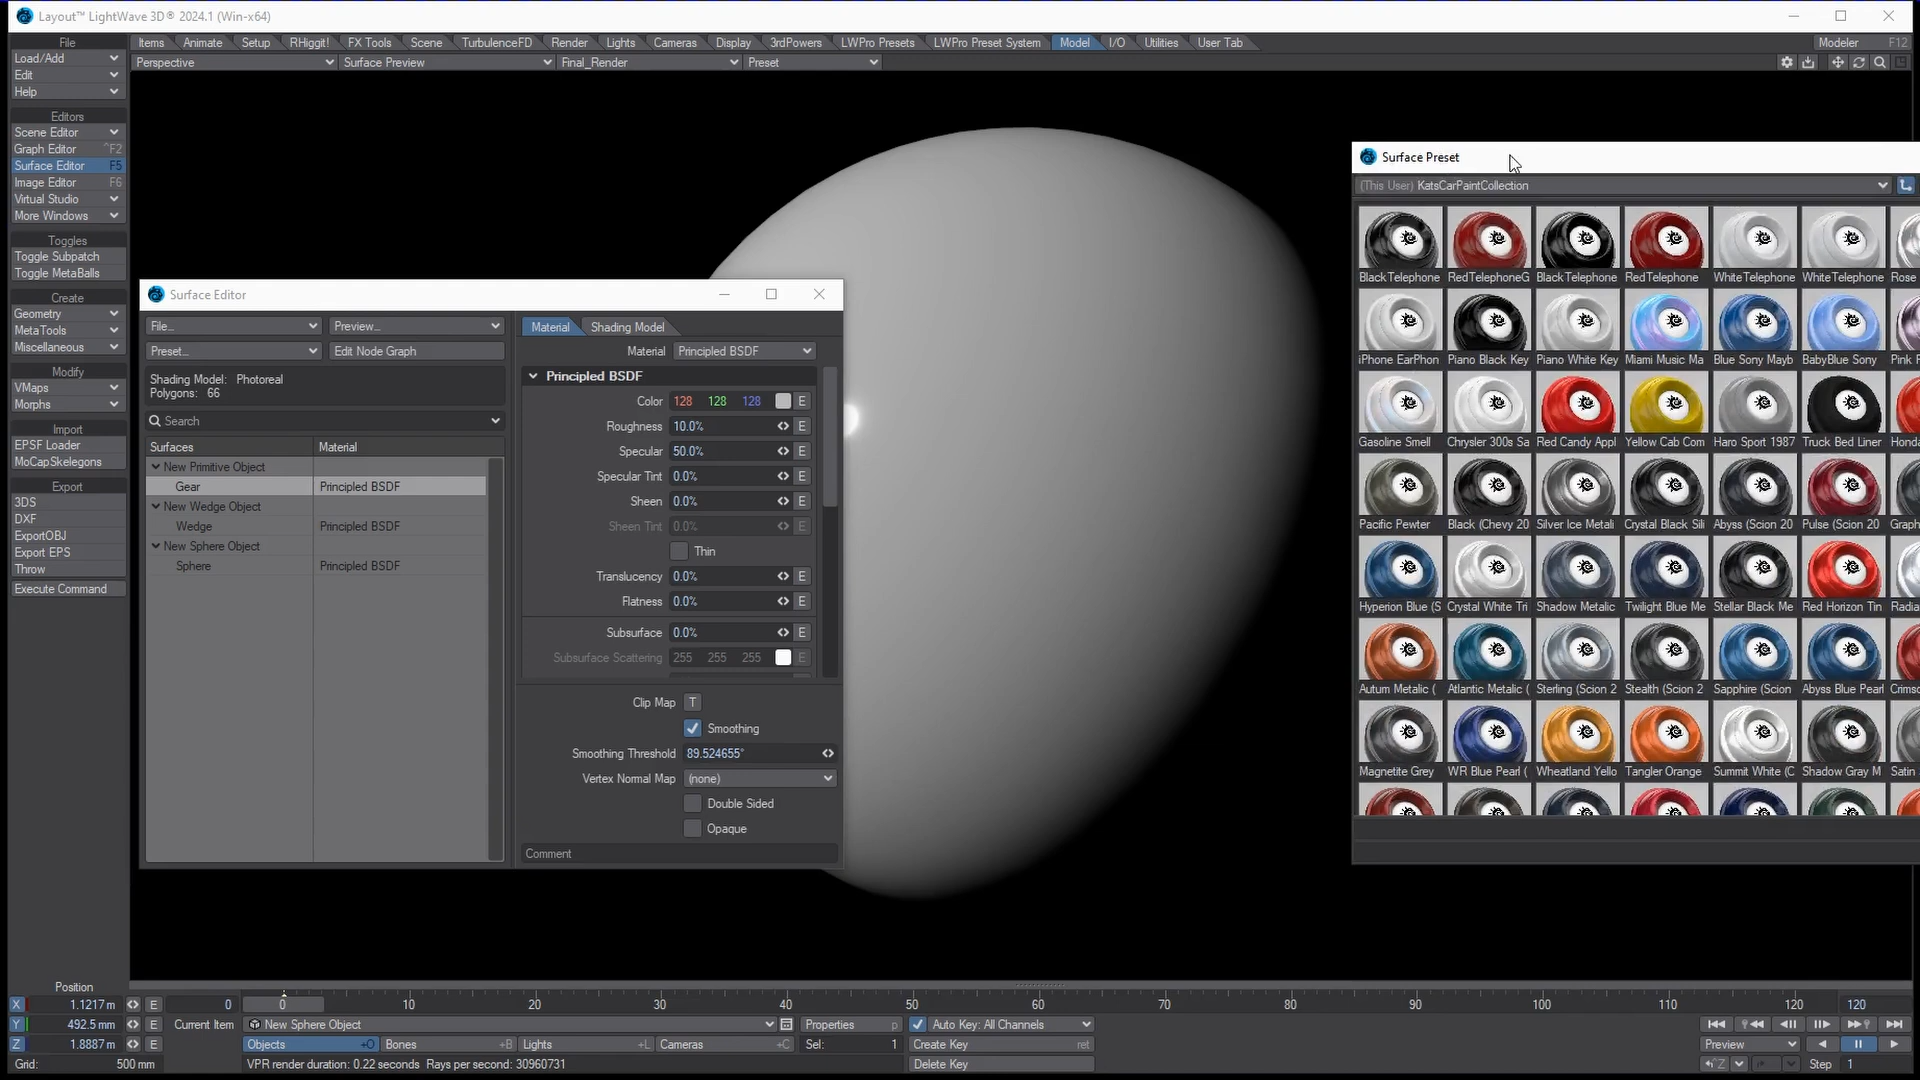 Layout™ LightWave 3D® 2024.1 (Win-x64)
File
Items
Animate
Setup
RHiggit!
FX Tools
Scene
TurbulenceFD
Render
Lights
Cameras
Display
3rdPowers
LWPro Presets
LWPro Preset System
Model
I/O
Utilities
User Tab
Modeler F12
Load/Add
Perspective
Surface Preview
Final_Render
Preset
Edit
Help
Editors
Scene Editor
Graph Editor ^F2
Surface Editor F5
Image Editor F6
Virtual Studio
More Windows
Toggles
Toggle Subpatch
Toggle MetaBalls
Create
Geometry
MetaTools
Miscellaneous
Modify
VMaps
Morphs
Import
EPSF Loader
MoCapSkelegons
Export
3DS
DXF
ExportOBJ
Export EPS
Throw
Execute Command
Surface Editor
File...
Preview...
Preset...
Edit Node Graph
Shading Model: Photoreal
Polygons: 66
Search
Surfaces
Material
New Primitive Object
Gear
Principled BSDF
New Wedge Object
Wedge
Principled BSDF
New Sphere Object
Sphere
Principled BSDF
Material
Shading Model
Material Principled BSDF
Principled BSDF
Color 128 128 128 E
Roughness 10.0% E
Specular 50.0% E
Specular Tint 0.0% E
Sheen 0.0% E
Sheen Tint 0.0% E
Thin
Translucency 0.0% E
Flatness 0.0% E
Subsurface 0.0% E
Subsurface Scattering 255 255 255 E
Clip Map T
Smoothing
Smoothing Threshold 89.524655°
Vertex Normal Map (none)
Double Sided
Opaque
Comment
Surface Preset
(This User) KatsCarPaintCollection
BlackTelephone
RedTelephoneG
BlackTelephone
RedTelephone
WhiteTelephone
WhiteTelephone
Rose
iPhone EarPhon
Piano Black Key
Piano White Key
Miami Music Ma
Blue Sony Mayb
BabyBlue Sony
Pink F
Gasoline Smell
Chrysler 300s Sa
Red Candy Appl
Yellow Cab Com
Haro Sport 1987
Truck Bed Liner
Honda
Pacific Pewter
Black (Chevy 20
Silver Ice Metali
Crystal Black Sili
Abyss (Scion 20
Pulse (Scion 20
Graph
Hyperion Blue (S
Crystal White Tri
Shadow Metalic
Twilight Blue Me
Stellar Black Me
Red Horizon Tin
Radia
Autum Metalic (
Atlantic Metalic (
Sterling (Scion 2
Stealth (Scion 2
Sapphire (Scion
Abyss Blue Pearl
Crimso
Magnetite Grey
WR Blue Pearl (
Wheatland Yello
Tangler Orange
Summit White (C
Shadow Gray M
Satin
Position
X 1.1217 m E 0
0 10 20 30 40 50 60 70 80 90 100 110 120 120
Y 492.5 mm E
Current Item
New Sphere Object
Properties p
Auto Key: All Channels
Z 1.8887 m E
Objects +O
Bones +B
Lights +L
Cameras +C
Sel: 1
Create Key ret
Preview
Grid: 500 mm
VPR render duration: 0.22 seconds Rays per second: 30960731
Delete Key
^Z
Step 1